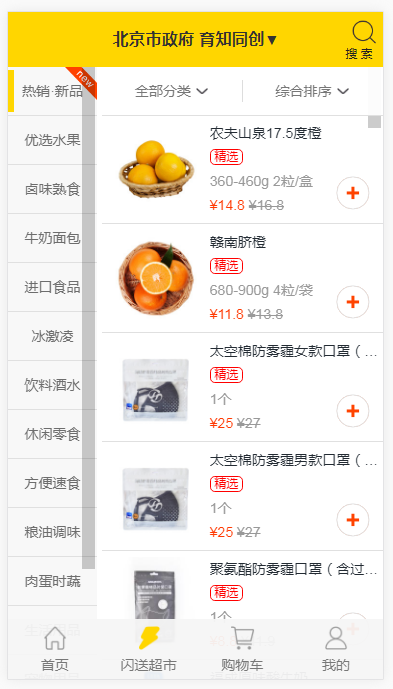 北京市政府 育知同创▼
搜 索
热销·新品
new
优选水果
卤味熟食
牛奶面包
进口食品
冰激凌
饮料酒水
休闲零食
方便速食
粮油调味
肉蛋时蔬
全部分类
综合排序
农夫山泉17.5度橙
精选
360-460g 2粒/盒
¥14.8 ¥16.8
赣南脐橙
精选
680-900g 4粒/袋
¥11.8 ¥13.8
太空棉防雾霾女款口罩（...
精选
1个
¥25 ¥27
太空棉防雾霾男款口罩（...
精选
1个
¥25 ¥27
聚氨酯防雾霾口罩（含过...
精选
1个
首页
闪送超市
购物车
我的